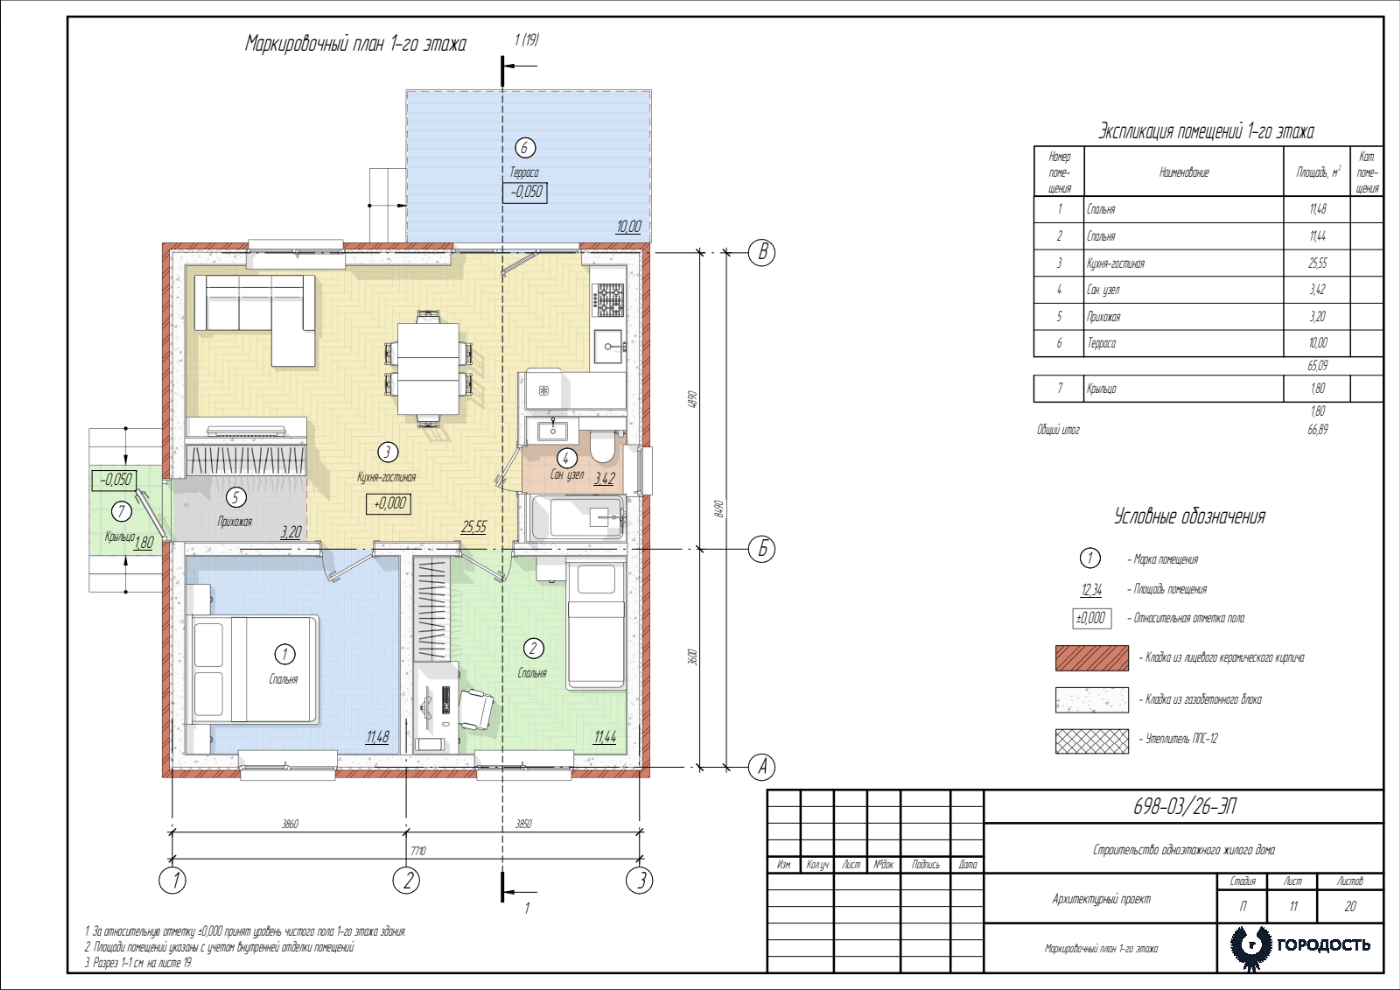 Маркировочный план 1-го этажа
1 (19)
6
Терраса
-0,050
10,00
Экспликация помещений 1-го этажа
Номер поме-щения
Наименование
Площадь, м²
Кат. поме-щения
1 Спальня 11,48
2 Спальня 11,44
3 Кухня-гостиная 25,55
4 Сан. узел 3,42
5 Прихожая 3,20
6 Терраса 10,00
65,09
7 Крыльцо 1,80
1,80
Общий итог 66,89
В
3
Кухня-гостиная
+0,000
25,55
4
Сан. узел
3,42
5
Прихожая
3,20
-0,050
7
Крыльцо
1,80
4890
8490
Б
1
Спальня
11,48
2
Спальня
11,44
3600
А
3860
3850
7710
1
2
3
1
Условные обозначения
1 - Марка помещения
12,34 - Площадь помещения
±0,000 - Относительная отметка пола
- Кладка из лицевого керамического кирпича
- Кладка из газобетонного блока
- Утеплитель ППС-12
1. За относительную отметку ±0,000 принят уровень чистого пола 1-го этажа здания.
2. Площади помещений указаны с учетом внутренней отделки помещений.
3. Разрез 1-1 см. на листе 19.
698-03/26-ЭП
Строительство одноэтажного жилого дома
Изм. Кол.уч Лист №док Подпись Дата
Архитектурный проект
Стадия Лист Листов
П 11 20
Маркировочный план 1-го этажа
Г
ГОРОДОСТЬ